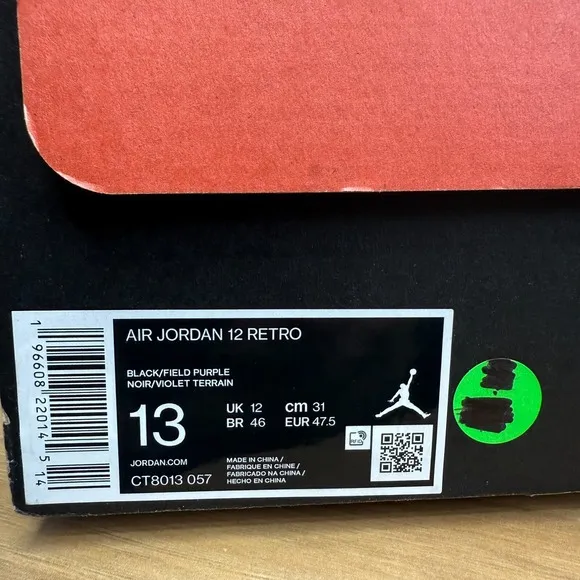 AIR JORDAN 12 RETRO
BLACK/FIELD PURPLE
NOIR/VIOLET TERRAIN
13 UK 12 cm 31
BR 46 EUR 47.5
JORDAN.COM
CT8013 057
MADE IN CHINA /
FABRIQUE EN CHINE /
FABRICADO NA CHINA /
HECHO EN CHINA
RFID
1 96608 22014 5 14